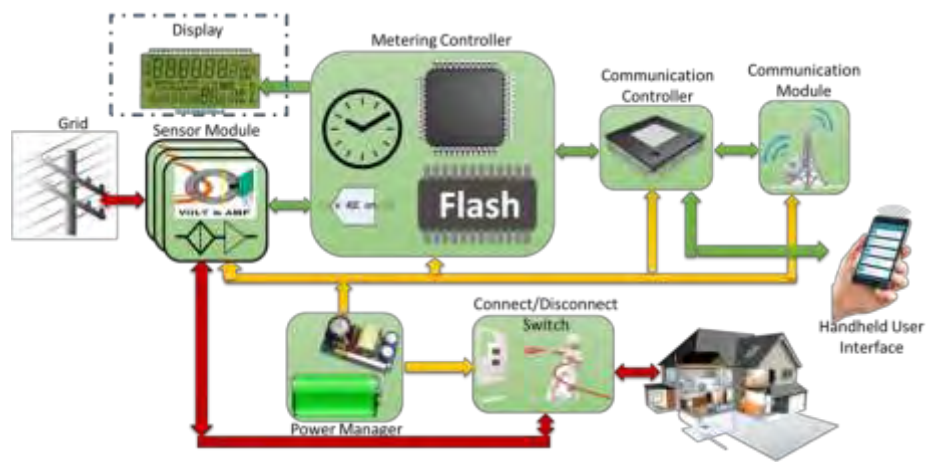 Display
Metering Controller
Communication
Controller
Communication
Module
Grid
Sensor Module
VOLT is AMP
Flash
Connect/Disconnect
Switch
Handheld User
Interface
Power Manager